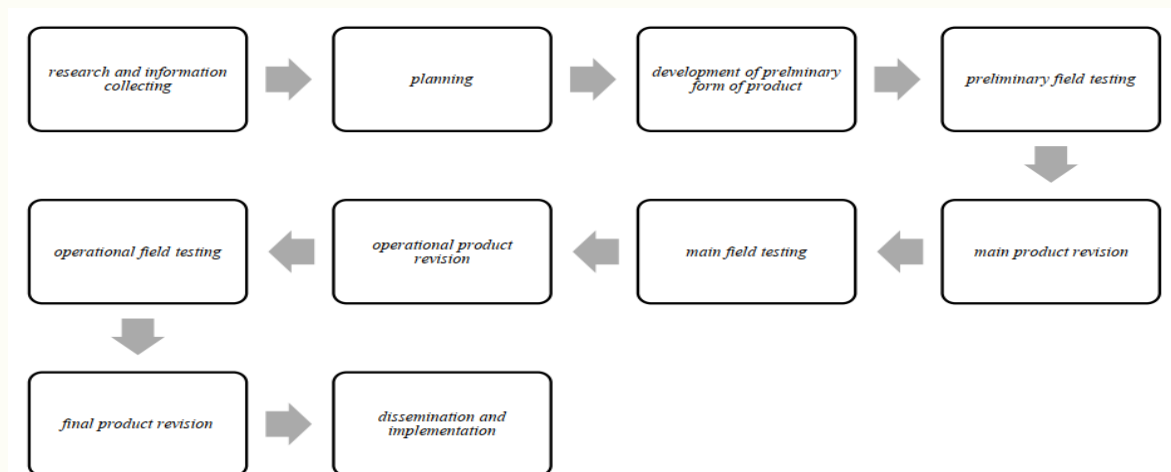 research and information
collecting
planning
development of prelminary
form of product
preliminary field testing
main product revision
main field testing
operational product
revision
operational field testing
final product revision
dissemination and
implementation